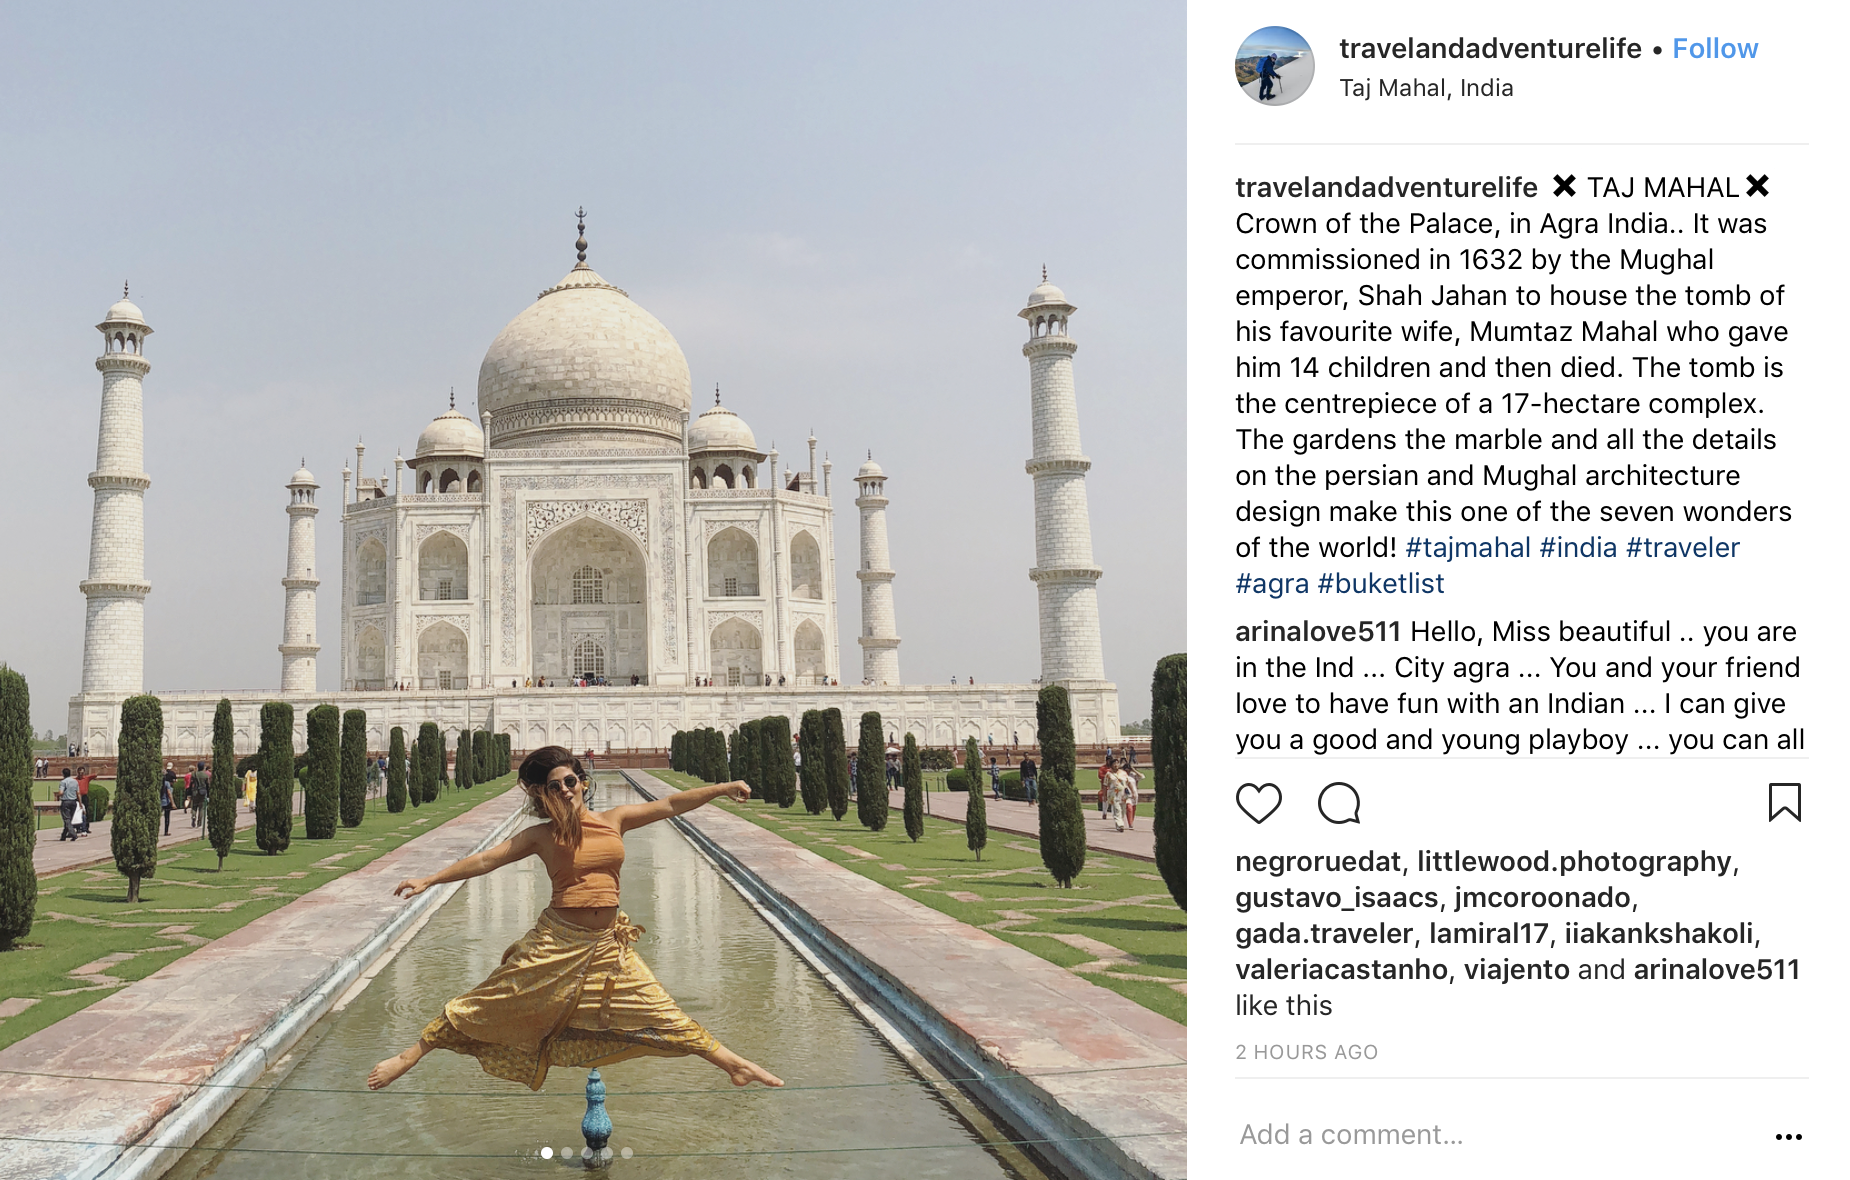 travelandadventurelife • Follow
Taj Mahal, India
travelandadventurelife ✖ TAJ MAHAL✖
Crown of the Palace, in Agra India.. It was
commissioned in 1632 by the Mughal
emperor, Shah Jahan to house the tomb of
his favourite wife, Mumtaz Mahal who gave
him 14 children and then died. The tomb is
the centrepiece of a 17-hectare complex.
The gardens the marble and all the details
on the persian and Mughal architecture
design make this one of the seven wonders
of the world! #tajmahal #india #traveler
#agra #buketlist
arinalove511 Hello, Miss beautiful .. you are
in the Ind ... City agra ... You and your friend
love to have fun with an Indian ... I can give
you a good and young playboy ... you can all
negroruedat, littlewood.photography,
gustavo_isaacs, jmcoroonado,
gada.traveler, lamiral17, iiakankshakoli,
valeriacastanho, viajento and arinalove511
like this
2 HOURS AGO
Add a comment...